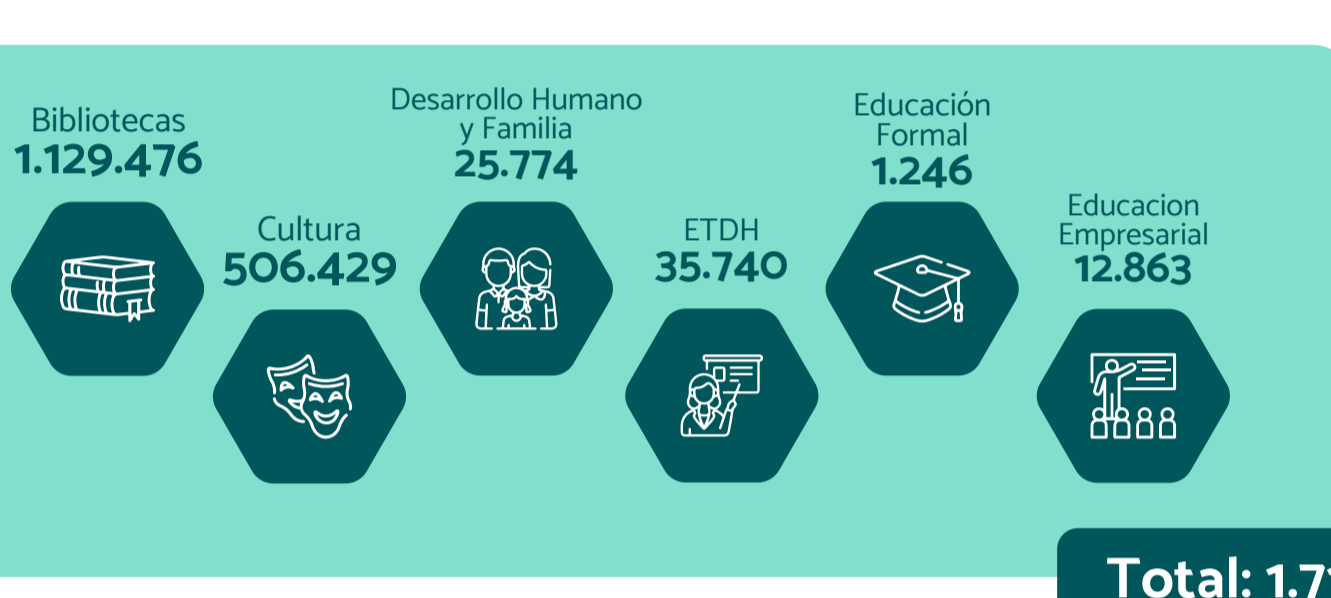 Bibliotecas
1.129.476
Cultura
506.429
Desarrollo Humano
y Familia
25.774
ETDH
35.740
Educación
Formal
1.246
Educacion
Empresarial
12.863
Total: 1.7